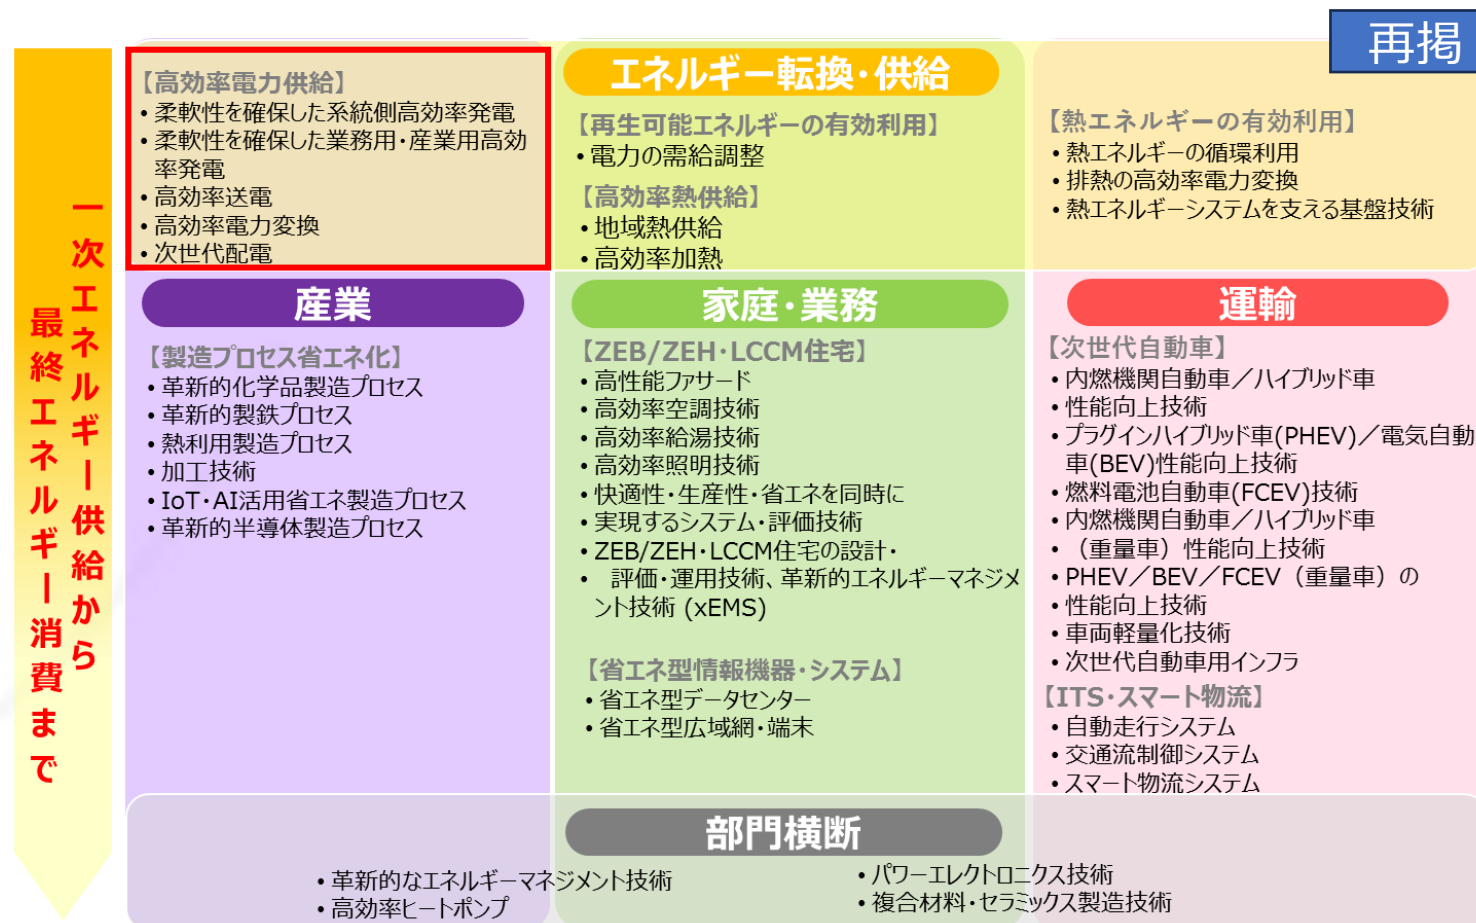 再掲
一次エネルギー供給から
最終エネルギー消費まで
【高効率電力供給】
•柔軟性を確保した系統側高効率発電
•柔軟性を確保した業務用・産業用高効
率発電
•高効率送電
•高効率電力変換
•次世代配電
エネルギー転換・供給
【再生可能エネルギーの有効利用】
•電力の需給調整
【高効率熱供給】
•地域熱供給
•高効率加熱
【熱エネルギーの有効利用】
•熱エネルギーの循環利用
•排熱の高効率電力変換
•熱エネルギーシステムを支える基盤技術
産業
【製造プロセス省エネ化】
•革新的化学品製造プロセス
•革新的製鉄プロセス
•熱利用製造プロセス
•加工技術
•IoT・AI活用省エネ製造プロセス
•革新的半導体製造プロセス
家庭・業務
【ZEB/ZEH・LCCM住宅】
•高性能ファサード
•高効率空調技術
•高効率給湯技術
•高効率照明技術
•快適性・生産性・省エネを同時に
•実現するシステム・評価技術
•ZEB/ZEH・LCCM住宅の設計・
• 評価・運用技術、革新的エネルギーマネジメ
ント技術 (xEMS)
【省エネ型情報機器・システム】
•省エネ型データセンター
•省エネ型広域網・端末
運輸
【次世代自動車】
•内燃機関自動車／ハイブリッド車
•性能向上技術
•プラグインハイブリッド車(PHEV)／電気自動
車(BEV)性能向上技術
•燃料電池自動車(FCEV)技術
•内燃機関自動車／ハイブリッド車
•（重量車）性能向上技術
•PHEV／BEV／FCEV（重量車）の
•性能向上技術
•車両軽量化技術
•次世代自動車用インフラ
【ITS・スマート物流】
•自動走行システム
•交通流制御システム
•スマート物流システム
部門横断
•革新的なエネルギーマネジメント技術
•高効率ヒートポンプ
•パワーエレクトロニクス技術
•複合材料・セラミックス製造技術